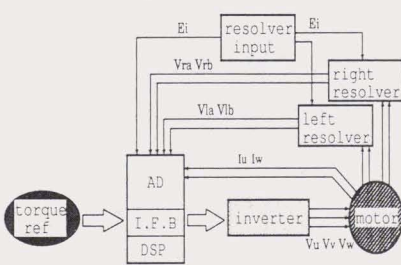 Ei
resolver
input
Ei
Vra Vrb
right
resolver
Vla Vlb
left
resolver
Iu Iw
AD
torque
ref
I.F.B
inverter
motor
DSP
Vu Vv Vw